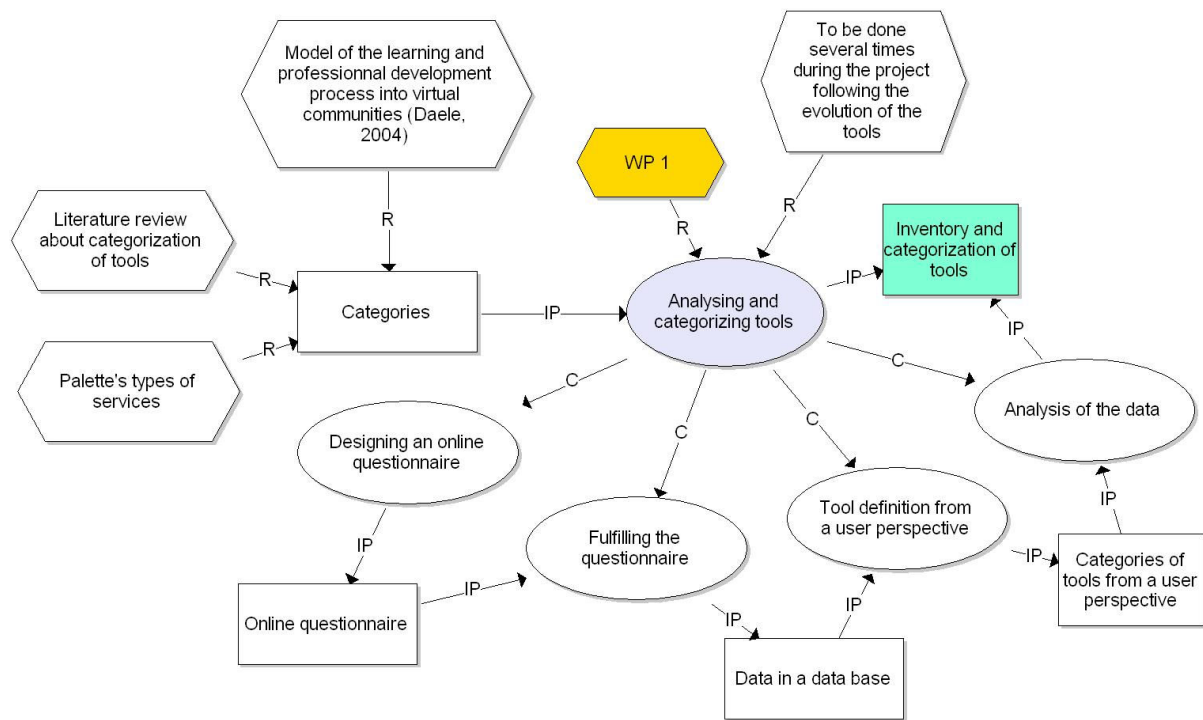 Model of the learning and
professionnal development
process into virtual
communities (Daele,
2004)
To be done
several times
during the project
following the
evolution of the
tools
WP 1
Literature review
about categorization
of tools
R
R
R
Inventory and
categorization of
tools
R
IP
Categories
IP
Analysing and
categorizing tools
IP
R
Palette's types of
services
C
C
Analysis of the data
C
C
Designing an online
questionnaire
IP
Tool definition from
a user perspective
IP
Fulfilling the
questionnaire
IP
Categories of
tools from a user
perspective
Online questionnaire
IP
IP
IP
Data in a data base